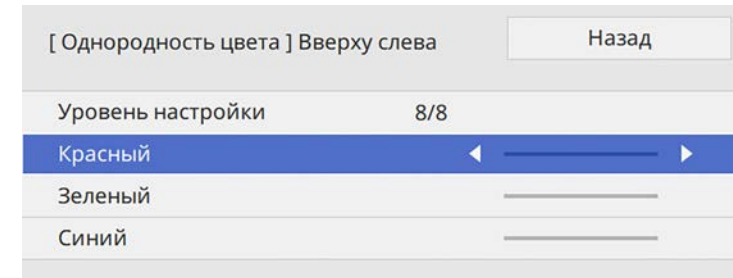 [ Однородность цвета ] Вверху слева
Назад
Уровень настройки 8/8
Красный
Зеленый
Синий